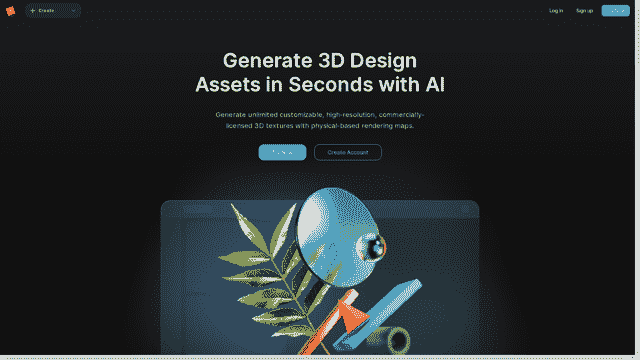 Create
Log in
Sign up
Generate 3D Design
Assets in Seconds with AI
Generate unlimited customizable, high-resolution, commercially-
licensed 3D textures with physical-based rendering maps.
Create Account